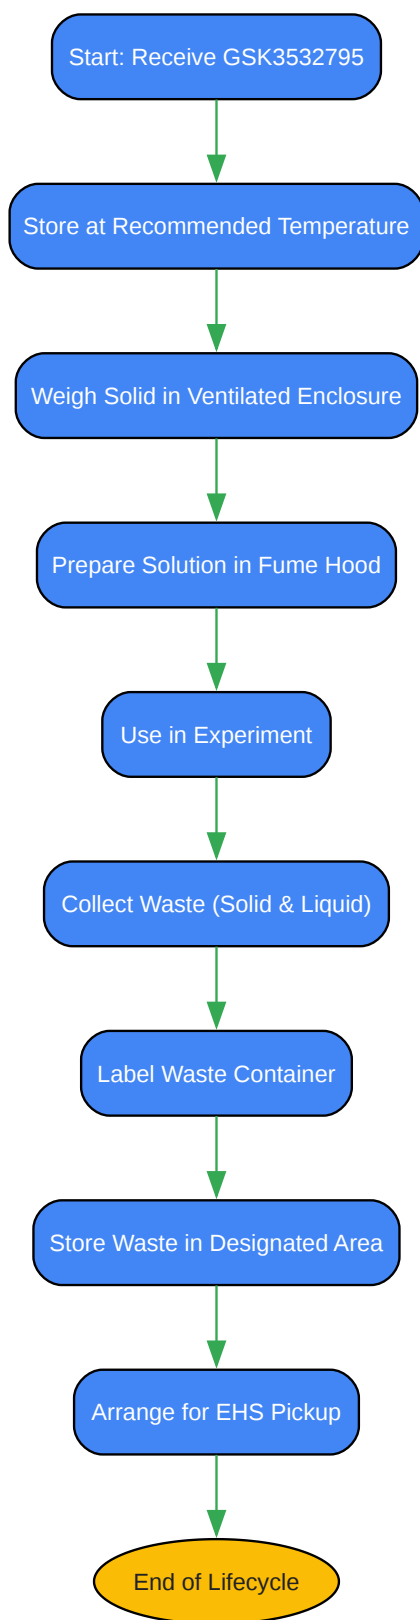 Start: Receive GSK3532795
Store at Recommended Temperature
Weigh Solid in Ventilated Enclosure
Prepare Solution in Fume Hood
Use in Experiment
Collect Waste (Solid & Liquid)
Label Waste Container
Store Waste in Designated Area
Arrange for EHS Pickup
End of Lifecycle